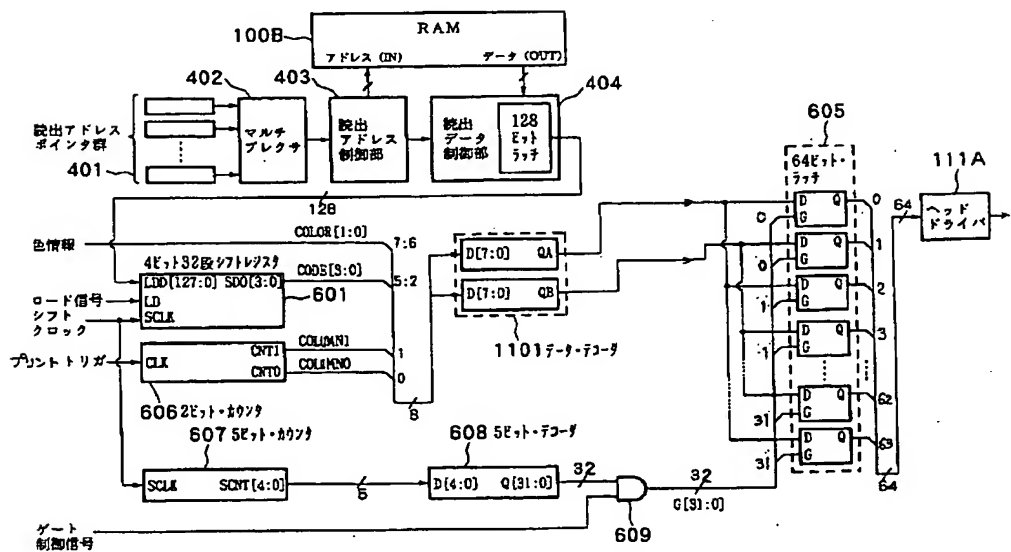 RAM
100B
アドレス (IN)
データ (OUT)
402
403
404
読出アドレス
ポインタ群
401
マルチ
プレクサ
読出
アドレス
制御部
読出
データ
制御部
128
ビット
ラッチ
605
64ビット・
ラッチ
111A
ヘッド
ドライバ
64
128
色情報
COLOR[1:0]
7:6
4ビット32段シフトレジスタ
LDD[127:0]
SDO[3:0]
CODE[3:0]
5:2
601
ロード信号
LD
シフト
クロック
SCLK
プリントトリガ
CLK
CNT1
COLUMN1
1
CNT0
COLUMN0
0
606 2ビット・カウンタ
8
D[7:0]
QA
D[7:0]
QB
1101 データ・デコーダ
D
Q
G
0
0
D
Q
G
0
1
D
Q
G
1
2
D
Q
G
1
3
D
Q
G
31
62
D
Q
G
31
63
64
607 5ビット・カウンタ
SCLK
SCNT[4:0]
5
608 5ビット・デコーダ
D[4:0]
Q[31:0]
32
609
32
G[31:0]
ゲート
制御信号